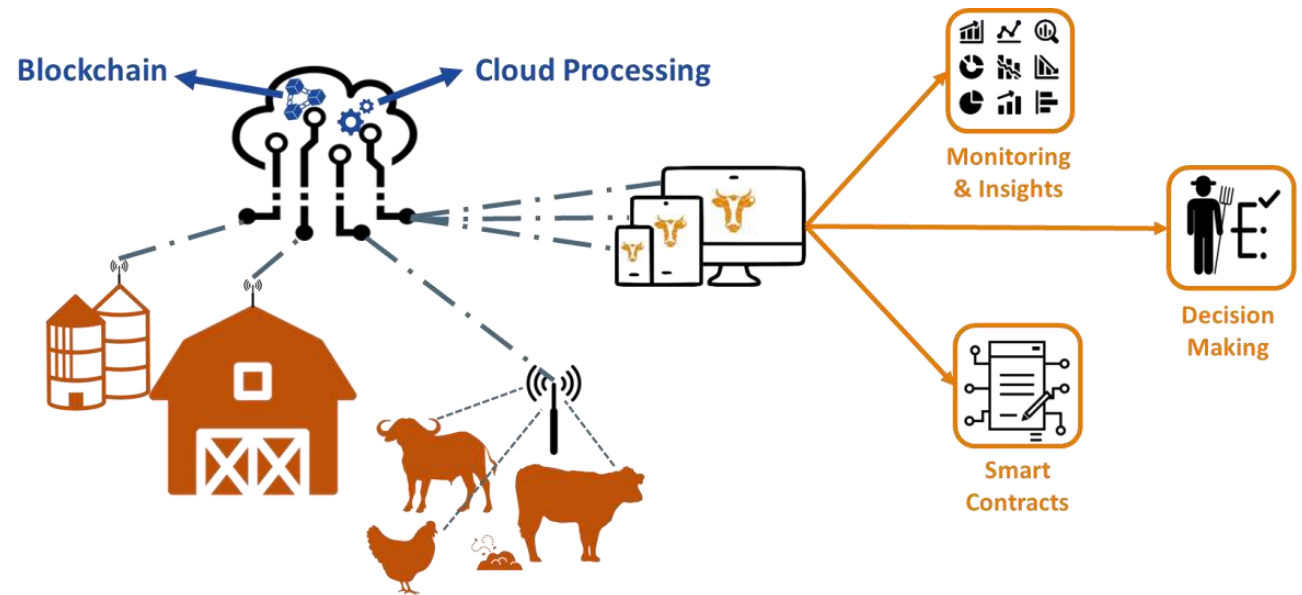 Blockchain
Cloud Processing
Monitoring
& Insights
Decision
Making
Smart
Contracts